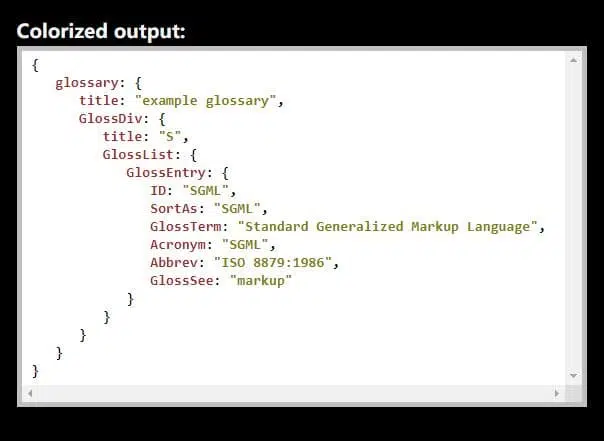 Colorized output:
{
   glossary: {
      title: "example glossary",
      GlossDiv: {
         title: "S",
         GlossList: {
            GlossEntry: {
               ID: "SGML",
               SortAs: "SGML",
               GlossTerm: "Standard Generalized Markup Language",
               Acronym: "SGML",
               Abbrev: "ISO 8879:1986",
               GlossSee: "markup"
            }
         }
      }
   }
}